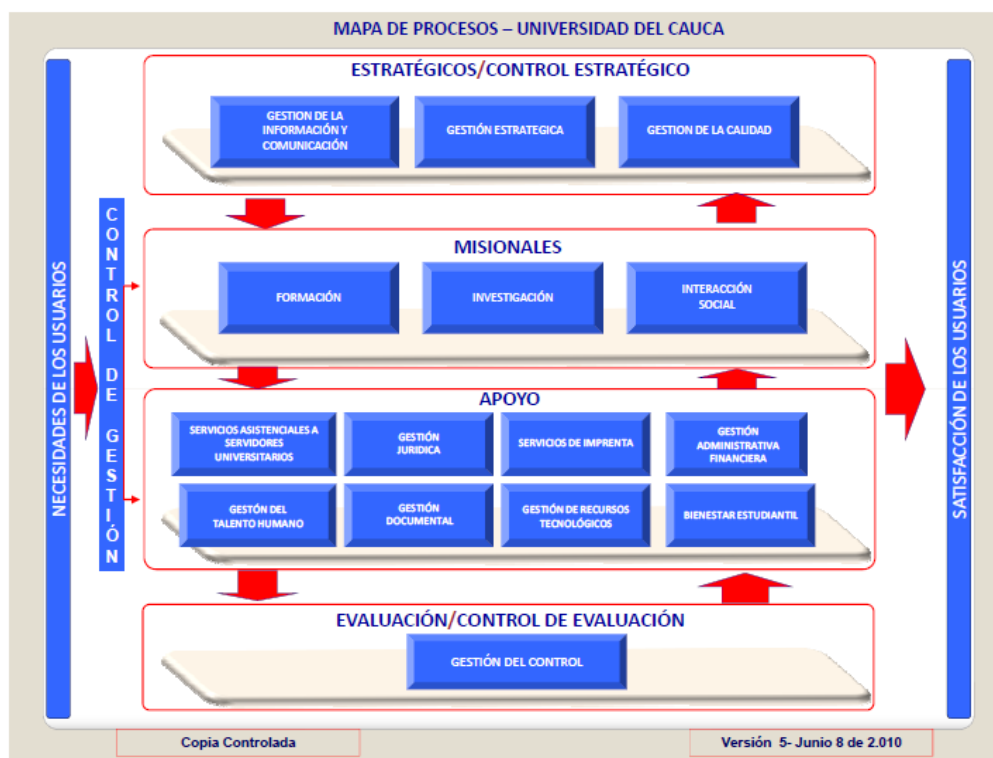 MAPA DE PROCESOS – UNIVERSIDAD DEL CAUCA
NECESIDADES DE LOS USUARIOS
CONTROL DE GESTIÓN
ESTRATÉGICOS/CONTROL ESTRATÉGICO
GESTION DE LA
INFORMACIÓN Y
COMUNICACIÓN
GESTIÓN ESTRATEGICA
GESTION DE LA CALIDAD
MISIONALES
FORMACIÓN
INVESTIGACIÓN
INTERACCIÓN
SOCIAL
APOYO
SERVICIOS ASISTENCIALES A
SERVIDORES
UNIVERSITARIOS
GESTIÓN
JURIDICA
SERVICIOS DE IMPRENTA
GESTIÓN
ADMINISTRATIVA
FINANCIERA
GESTÓN DEL
TALENTO HUMANO
GESTIÓN
DOCUMENTAL
GESTIÓN DE RECURSOS
TECNOLÓGICOS
BIENESTAR ESTUDIANTIL
EVALUACIÓN/CONTROL DE EVALUACIÓN
GESTIÓN DEL CONTROL
SATISFACCIÓN DE LOS USUARIOS
Copia Controlada
Versión 5- Junio 8 de 2.010